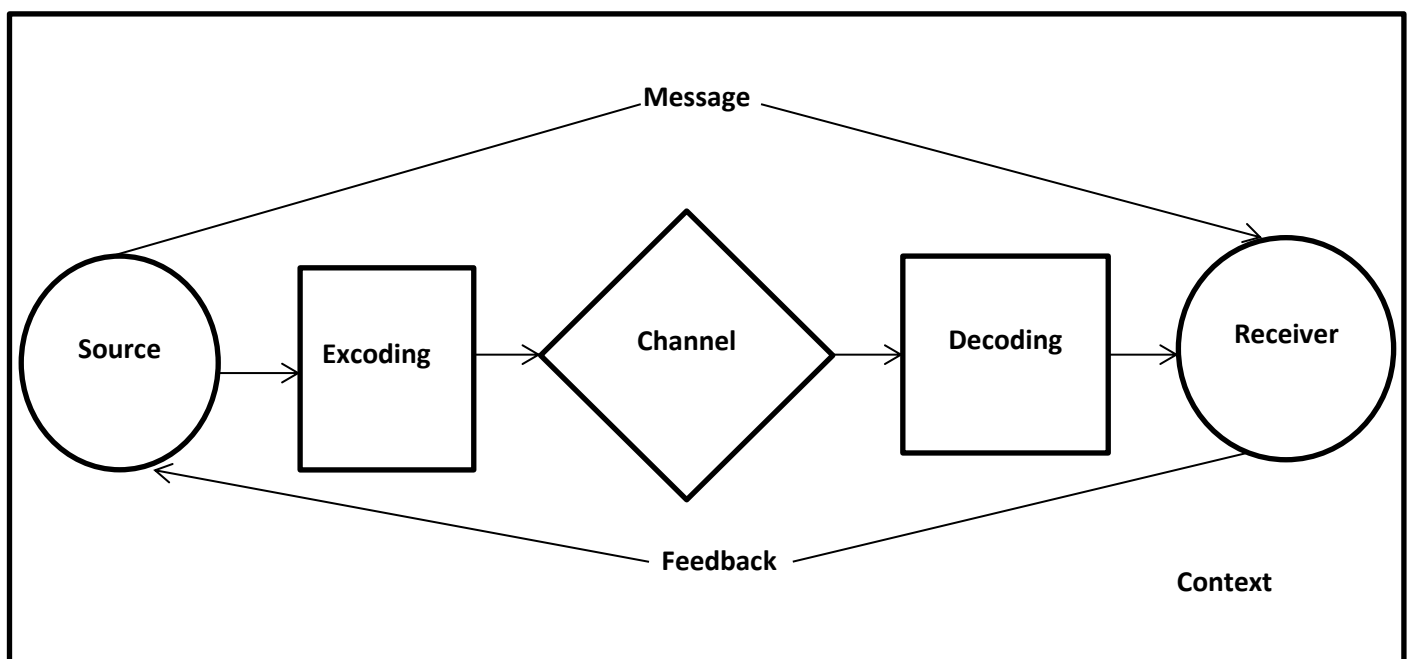 Message
Source
Excoding
Channel
Decoding
Receiver
Feedback
Context